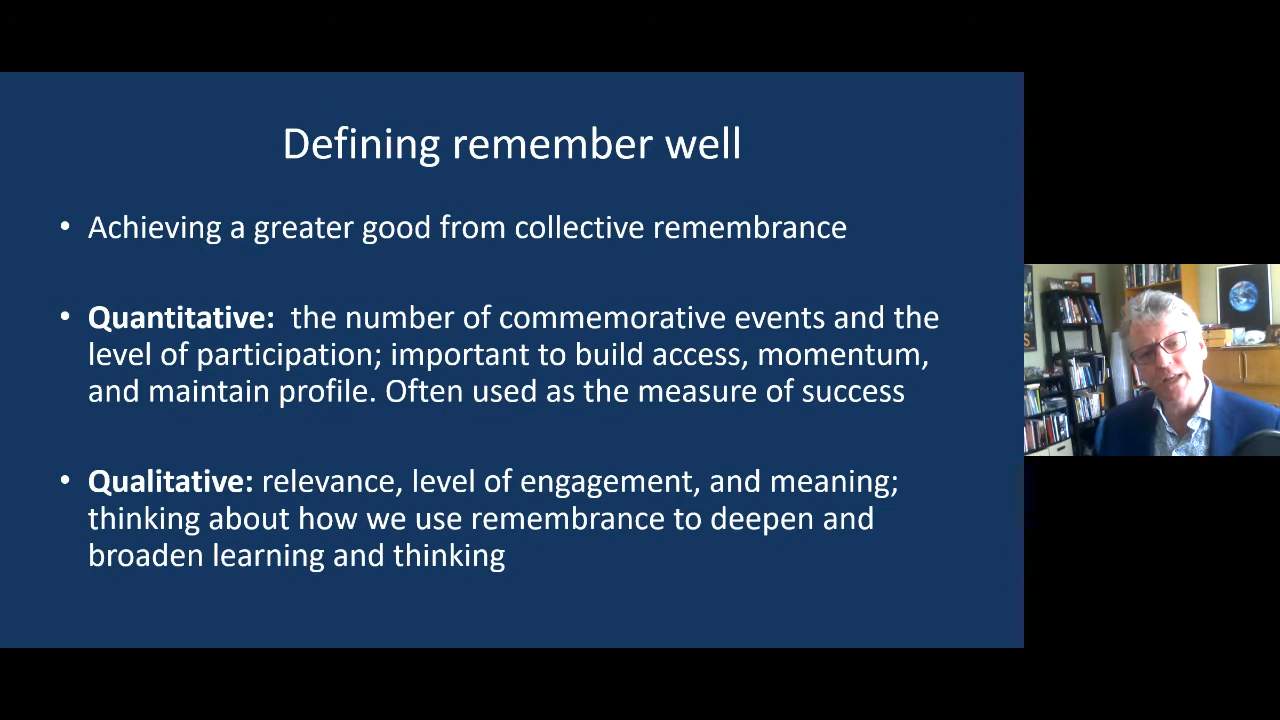 Defining remember well
• Achieving a greater good from collective remembrance
• Quantitative:  the number of commemorative events and the
level of participation; important to build access, momentum,
and maintain profile. Often used as the measure of success
• Qualitative: relevance, level of engagement, and meaning;
thinking about how we use remembrance to deepen and
broaden learning and thinking